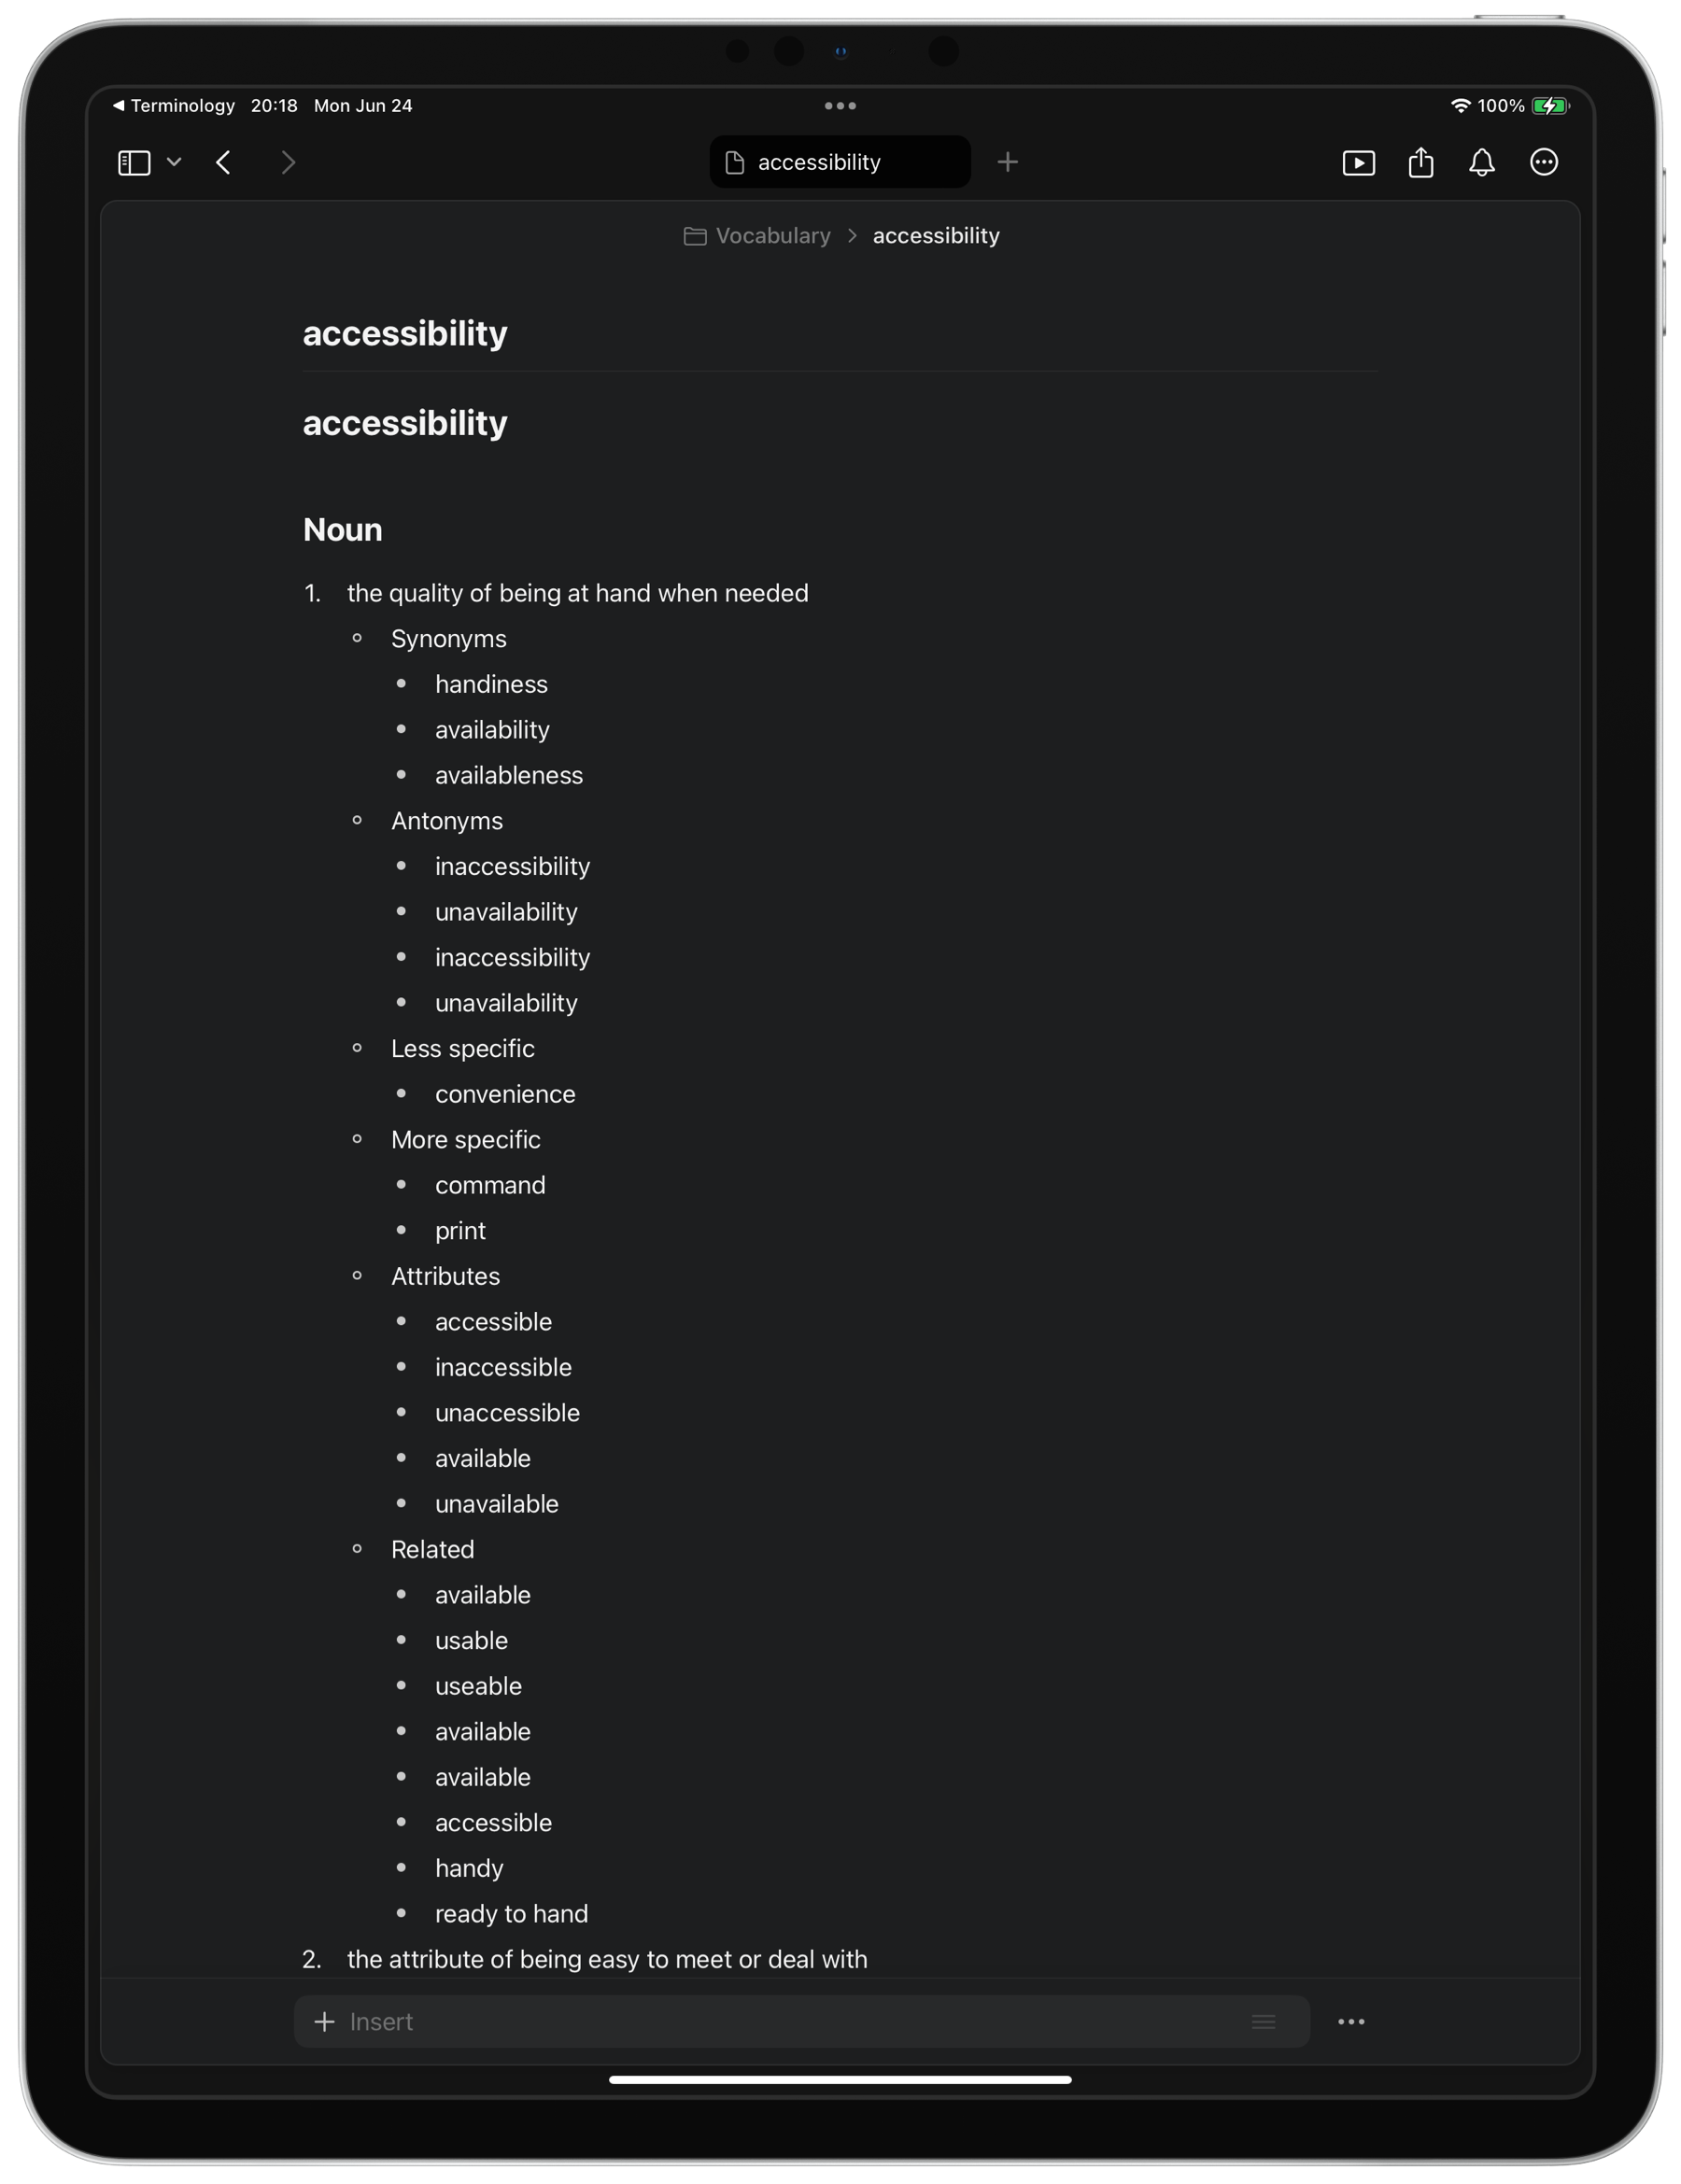 ◀ Terminology 20:18 Mon Jun 24 100%
accessibility
Vocabulary > accessibility
accessibility
accessibility
Noun
1. the quality of being at hand when needed
Synonyms
handiness
availability
availableness
Antonyms
inaccessibility
unavailability
inaccessibility
unavailability
Less specific
convenience
More specific
command
print
Attributes
accessible
inaccessible
unaccessible
available
unavailable
Related
available
usable
useable
available
available
accessible
handy
ready to hand
2. the attribute of being easy to meet or deal with
Insert